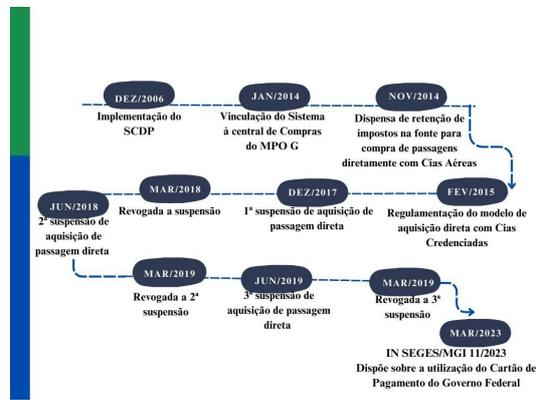 DEZ/2006
Implementação do
SCDP
JAN/2014
Vinculação do Sistema
à central de Compras
do MPO G
NOV/2014
Dispensa de retenção de
impostos na fonte para
compra de passagens
diretamente com Cias Aéreas
FEV/2015
Regulamentação do modelo de
aquisição direta com Cias
Credenciadas
DEZ/2017
1ª suspensão de aquisição de
passagem direta
MAR/2018
Revogada a suspensão
JUN/2018
2ª suspensão de
aquisição de
passagem direta
MAR/2019
Revogada a 2ª
suspensão
JUN/2019
3ª suspensão de
aquisição de passagem
direta
MAR/2019
Revogada a 3ª
suspensão
MAR/2023
IN SEGES/MGI 11/2023
Dispõe sobre a utilização do Cartão de
Pagamento do Governo Federal